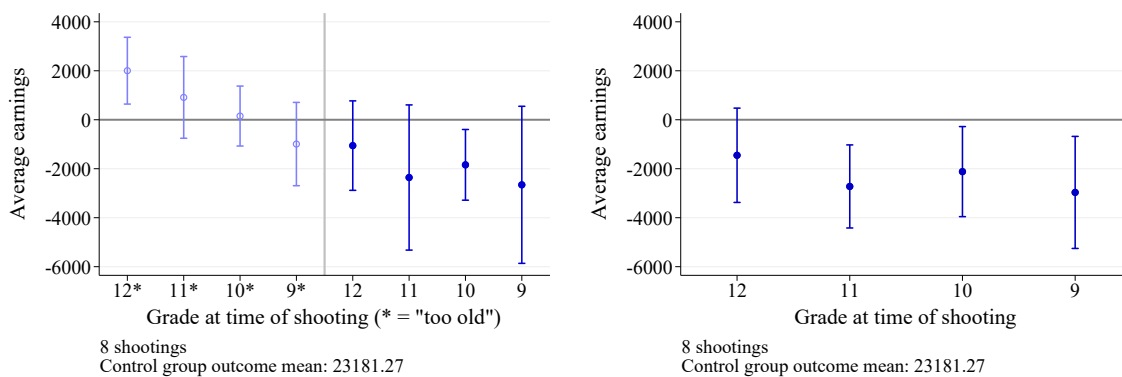 Average earnings
4000
2000
0
-2000
-4000
-6000
12* 11* 10* 9* 12 11 10 9
Grade at time of shooting (* = "too old")
8 shootings
Control group outcome mean: 23181.27
Average earnings
4000
2000
0
-2000
-4000
-6000
12 11 10 9
Grade at time of shooting
8 shootings
Control group outcome mean: 23181.27